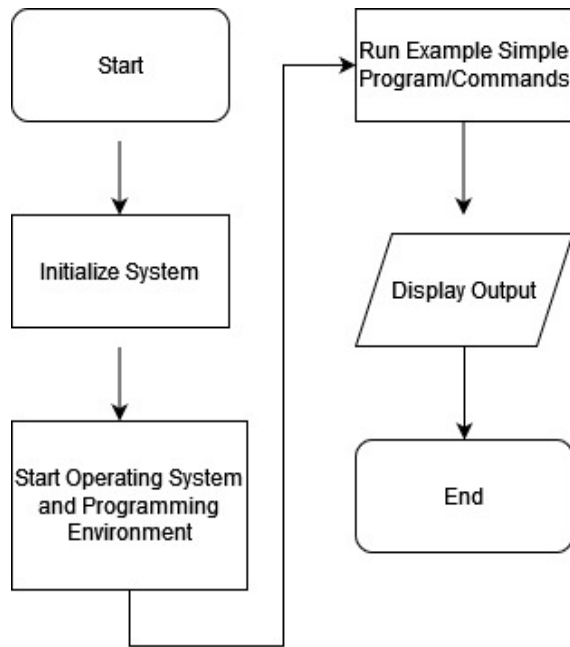 Start
Initialize System
Start Operating System
and Programming
Environment
Run Example Simple
Program/Commands
Display Output
End